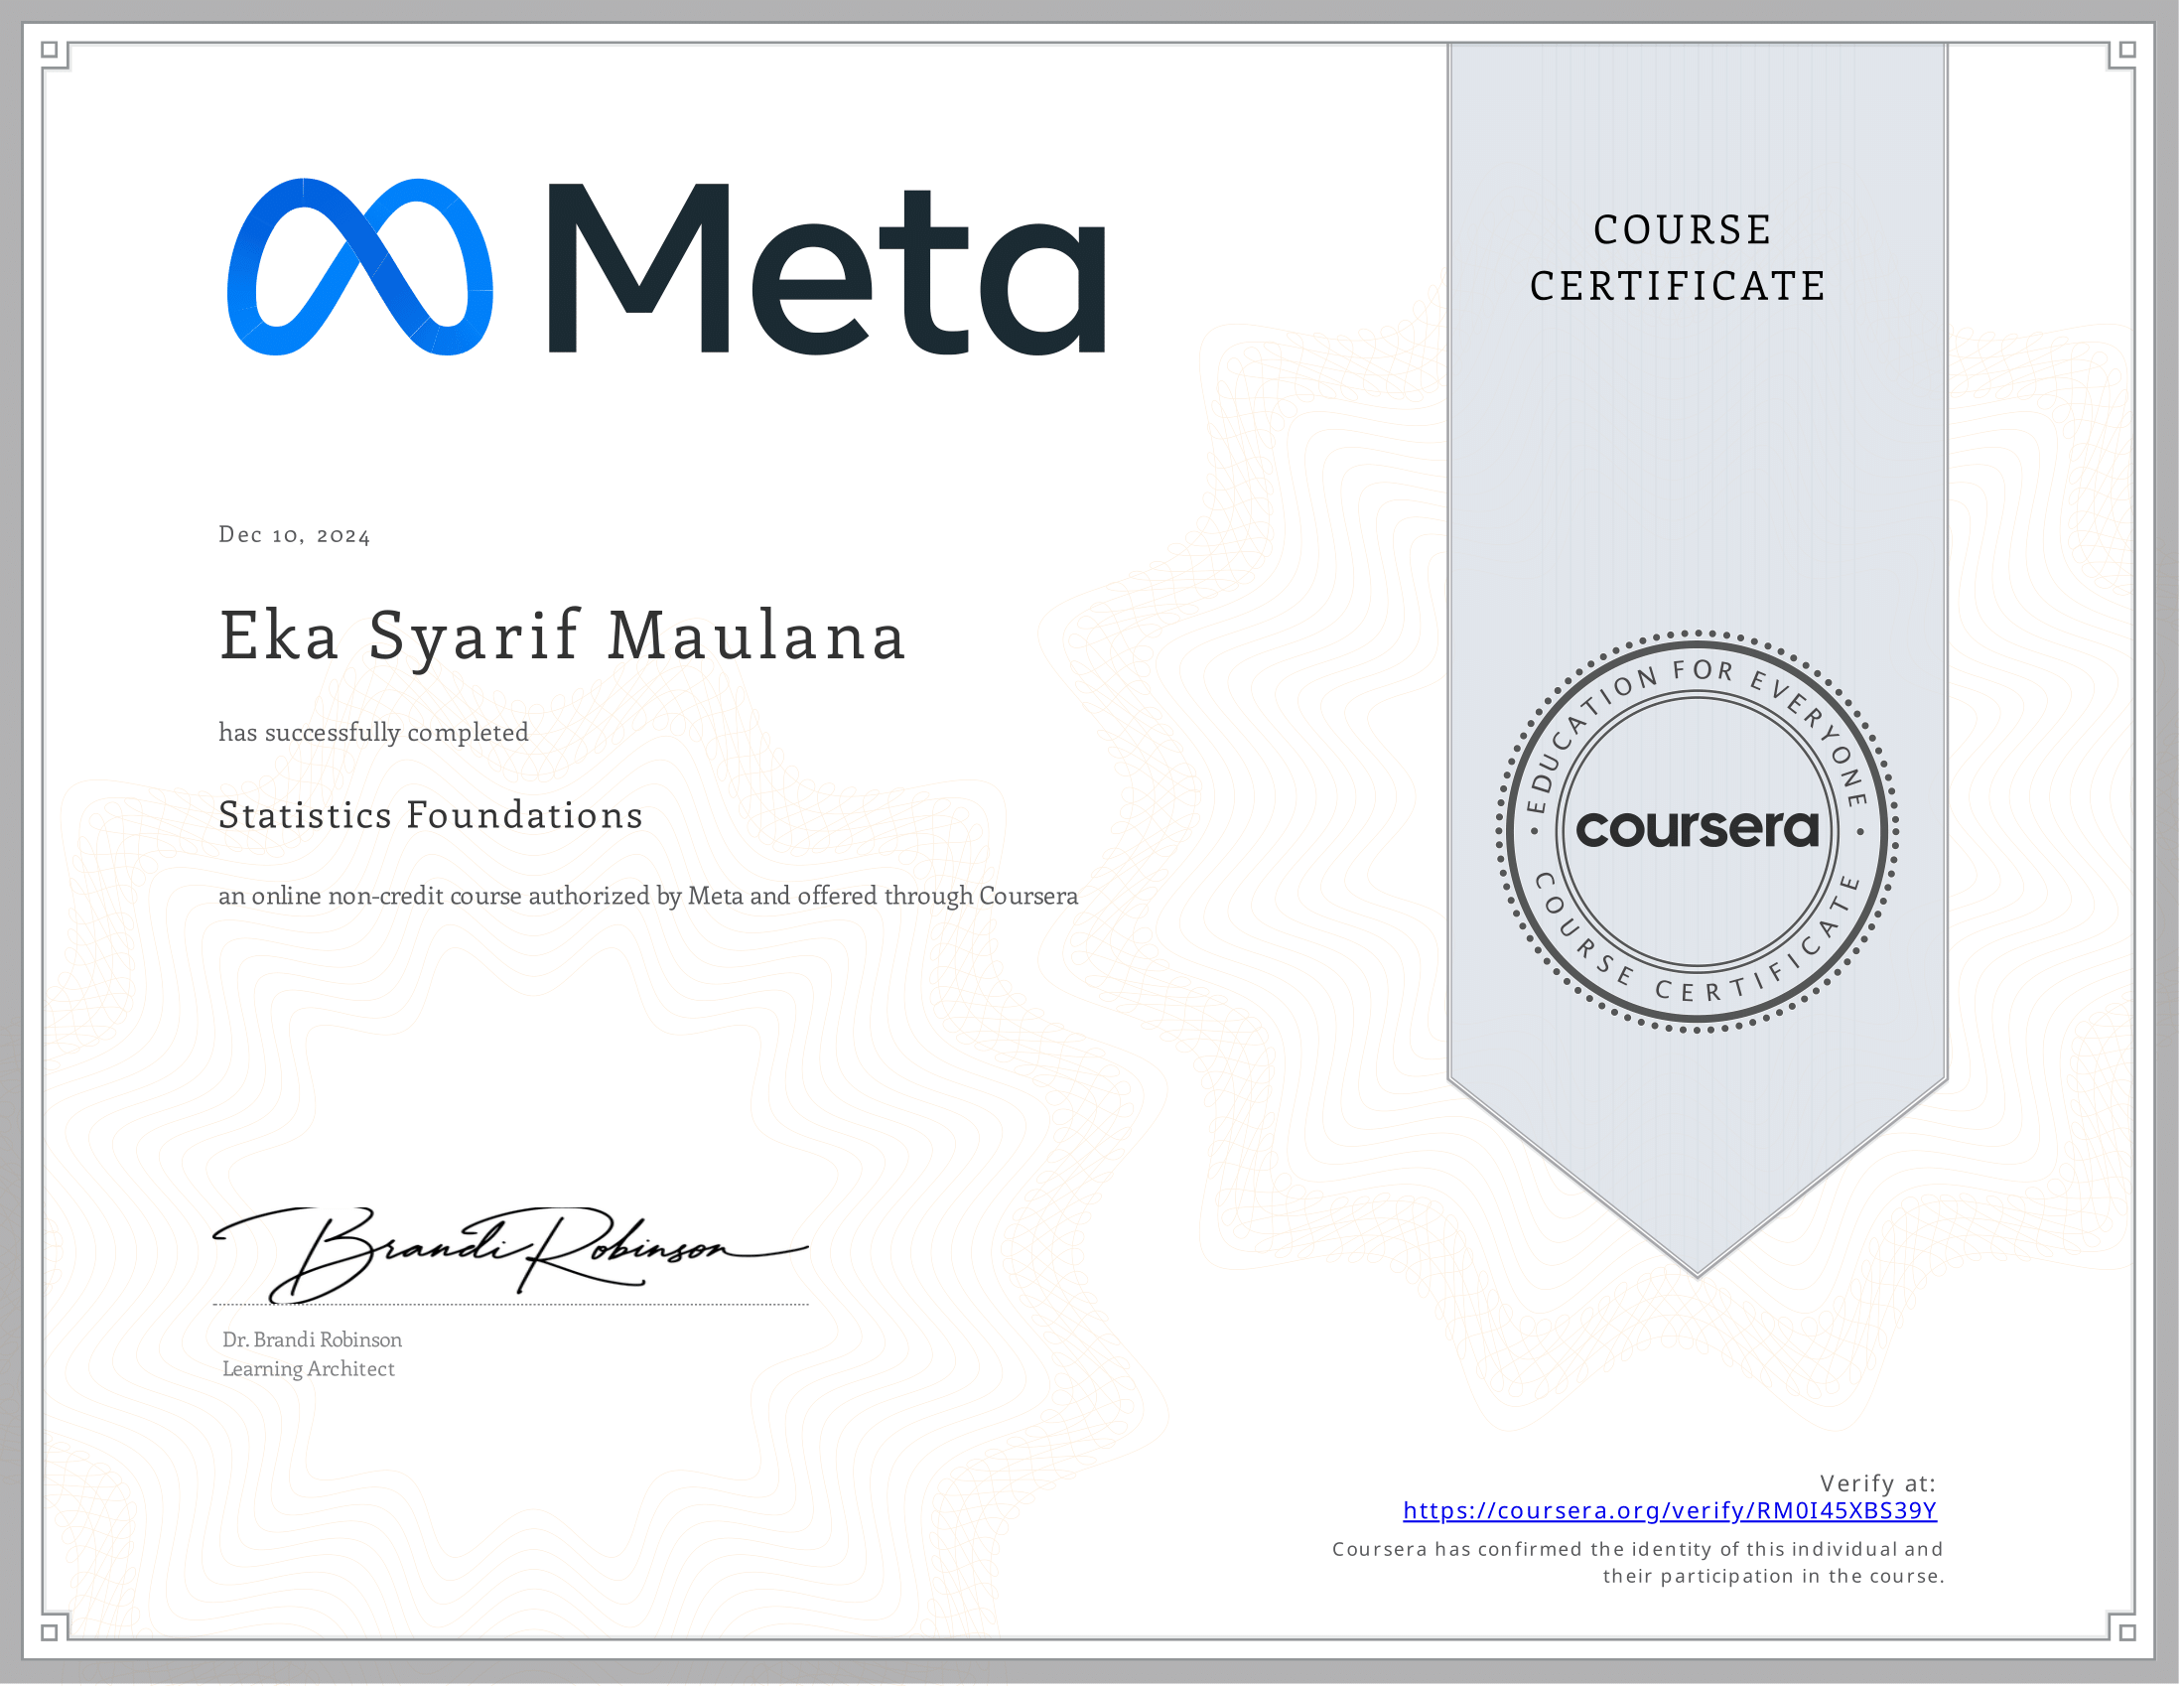 Meta
COURSE
CERTIFICATE
Dec 10, 2024
Eka Syarif Maulana
has successfully completed
Statistics Foundations
an online non-credit course authorized by Meta and offered through Coursera
EDUCATION FOR EVERYONE
coursera
COURSE CERTIFICATE
Brandi Robinson
Dr. Brandi Robinson
Learning Architect
Verify at:
https://coursera.org/verify/RM0I45XBS39Y
Coursera has confirmed the identity of this individual and
their participation in the course.